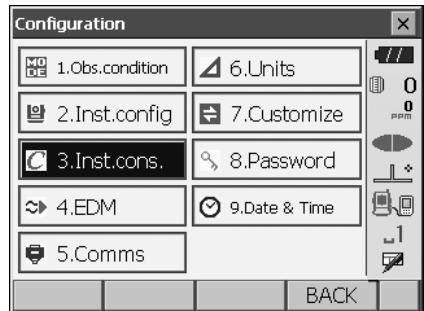 Configuration
MODE 1.Obs.condition
2.Inst.config
C 3.Inst.cons.
4.EDM
5.Comms
6.Units
7.Customize
8.Password
9.Date & Time
0
0
PPM
1
BACK